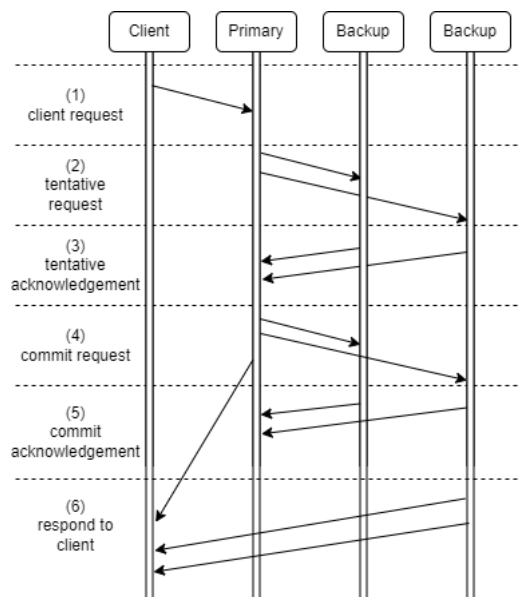 Client
Primary
Backup
Backup
(1)
client request
(2)
tentative
request
(3)
tentative
acknowledgement
(4)
commit request
(5)
commit
acknowledgement
(6)
respond to
client